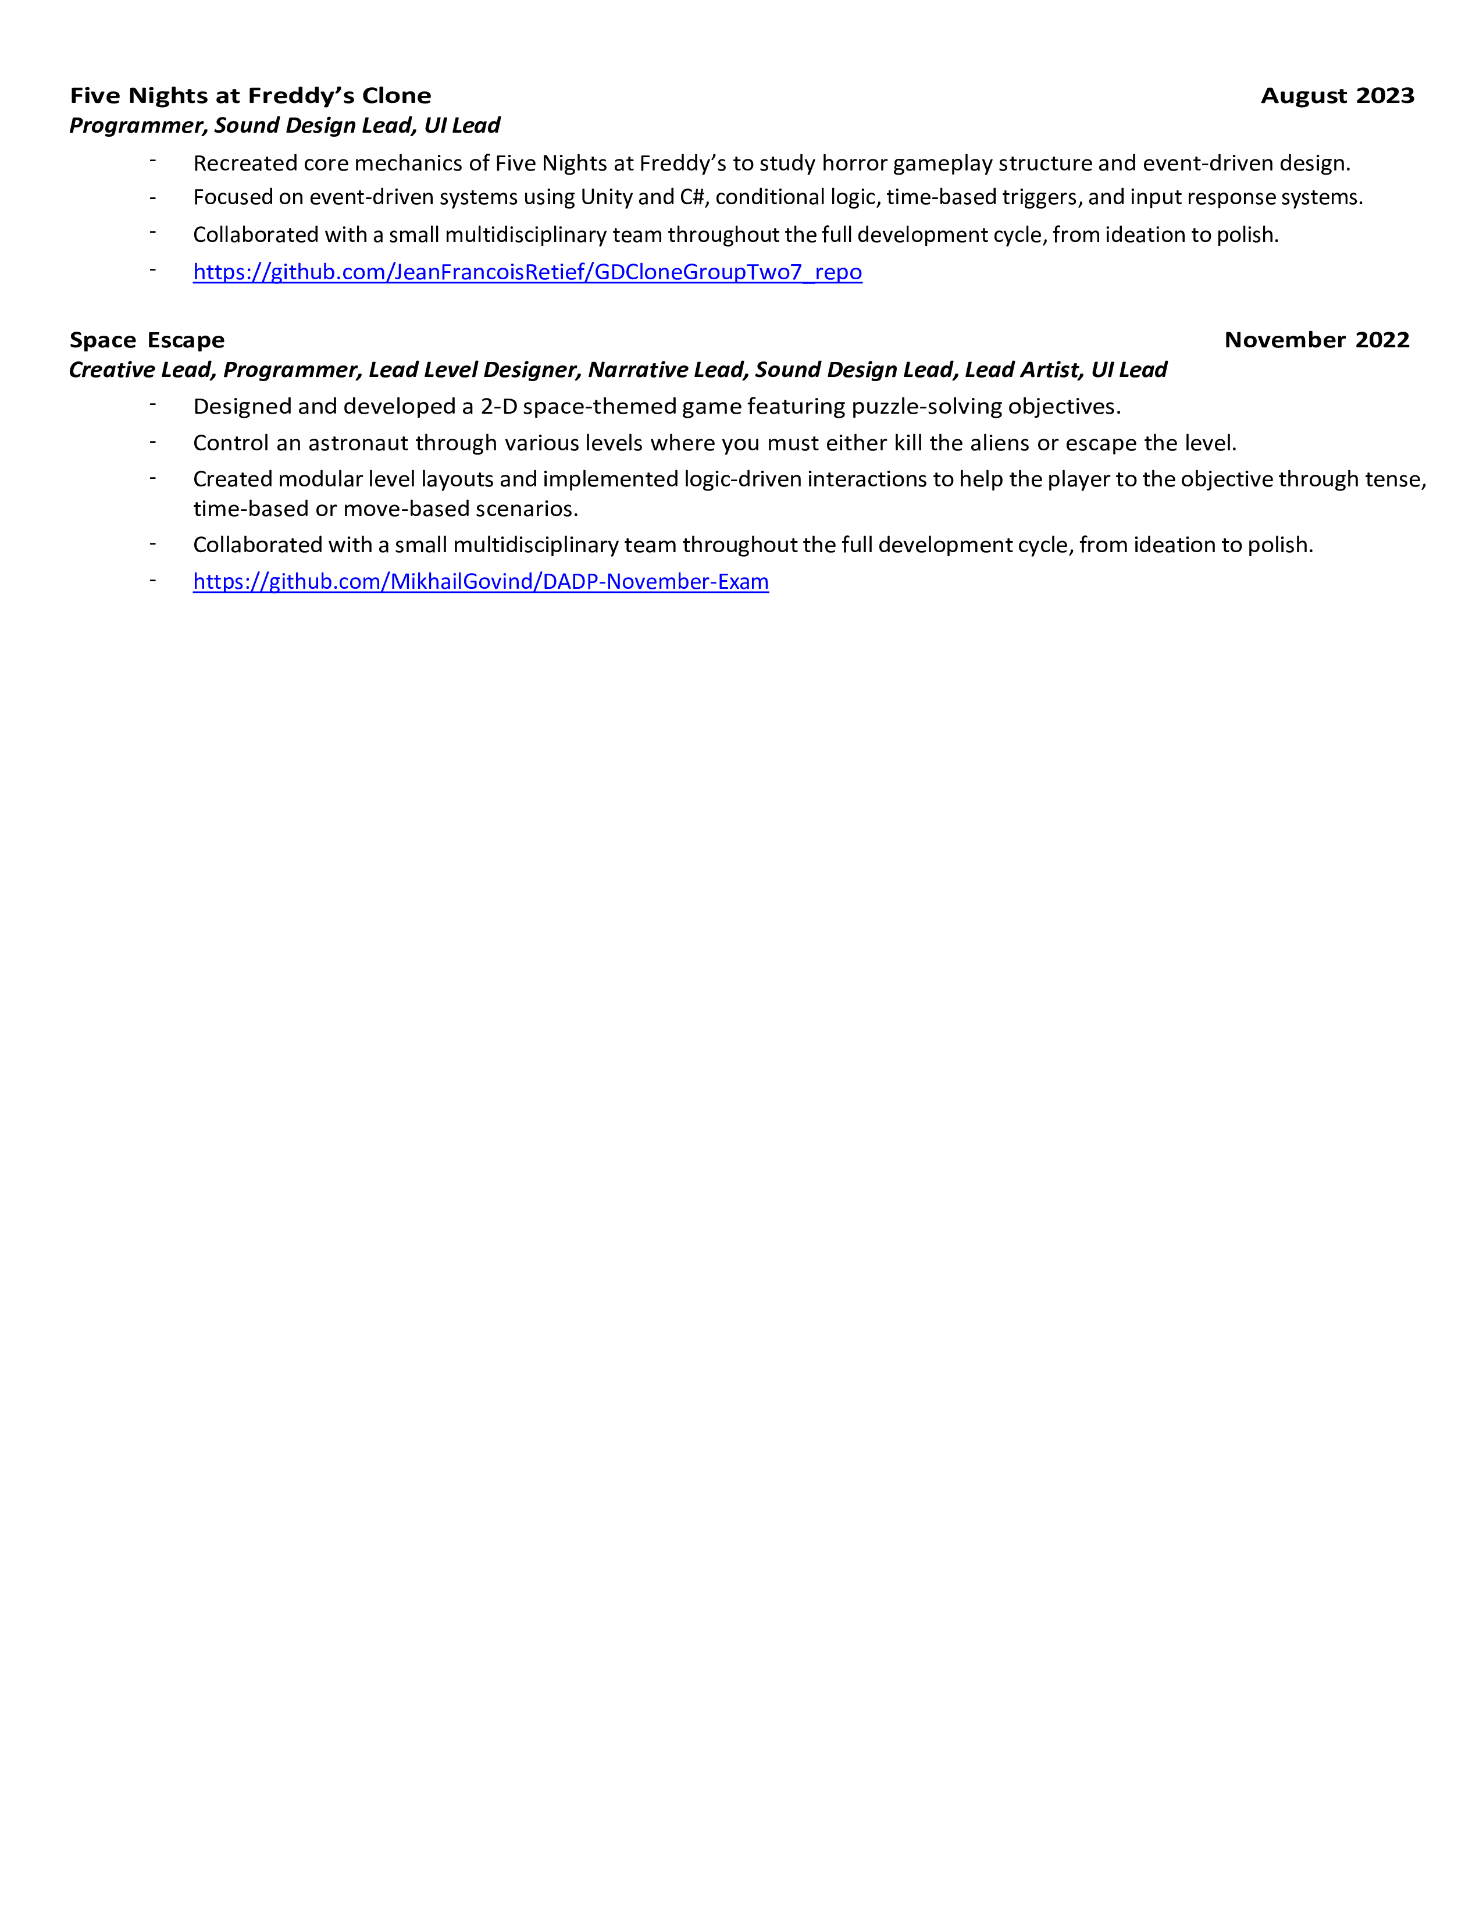 Five Nights at Freddy’s Clone August 2023
Programmer, Sound Design Lead, UI Lead
- Recreated core mechanics of Five Nights at Freddy’s to study horror gameplay structure and event-driven design.
- Focused on event-driven systems using Unity and C#, conditional logic, time-based triggers, and input response systems.
- Collaborated with a small multidisciplinary team throughout the full development cycle, from ideation to polish.
- https://github.com/JeanFrancoisRetief/GDCloneGroupTwo7_repo
Space Escape November 2022
Creative Lead, Programmer, Lead Level Designer, Narrative Lead, Sound Design Lead, Lead Artist, UI Lead
- Designed and developed a 2-D space-themed game featuring puzzle-solving objectives.
- Control an astronaut through various levels where you must either kill the aliens or escape the level.
- Created modular level layouts and implemented logic-driven interactions to help the player to the objective through tense,
time-based or move-based scenarios.
- Collaborated with a small multidisciplinary team throughout the full development cycle, from ideation to polish.
- https://github.com/MikhailGovind/DADP-November-Exam